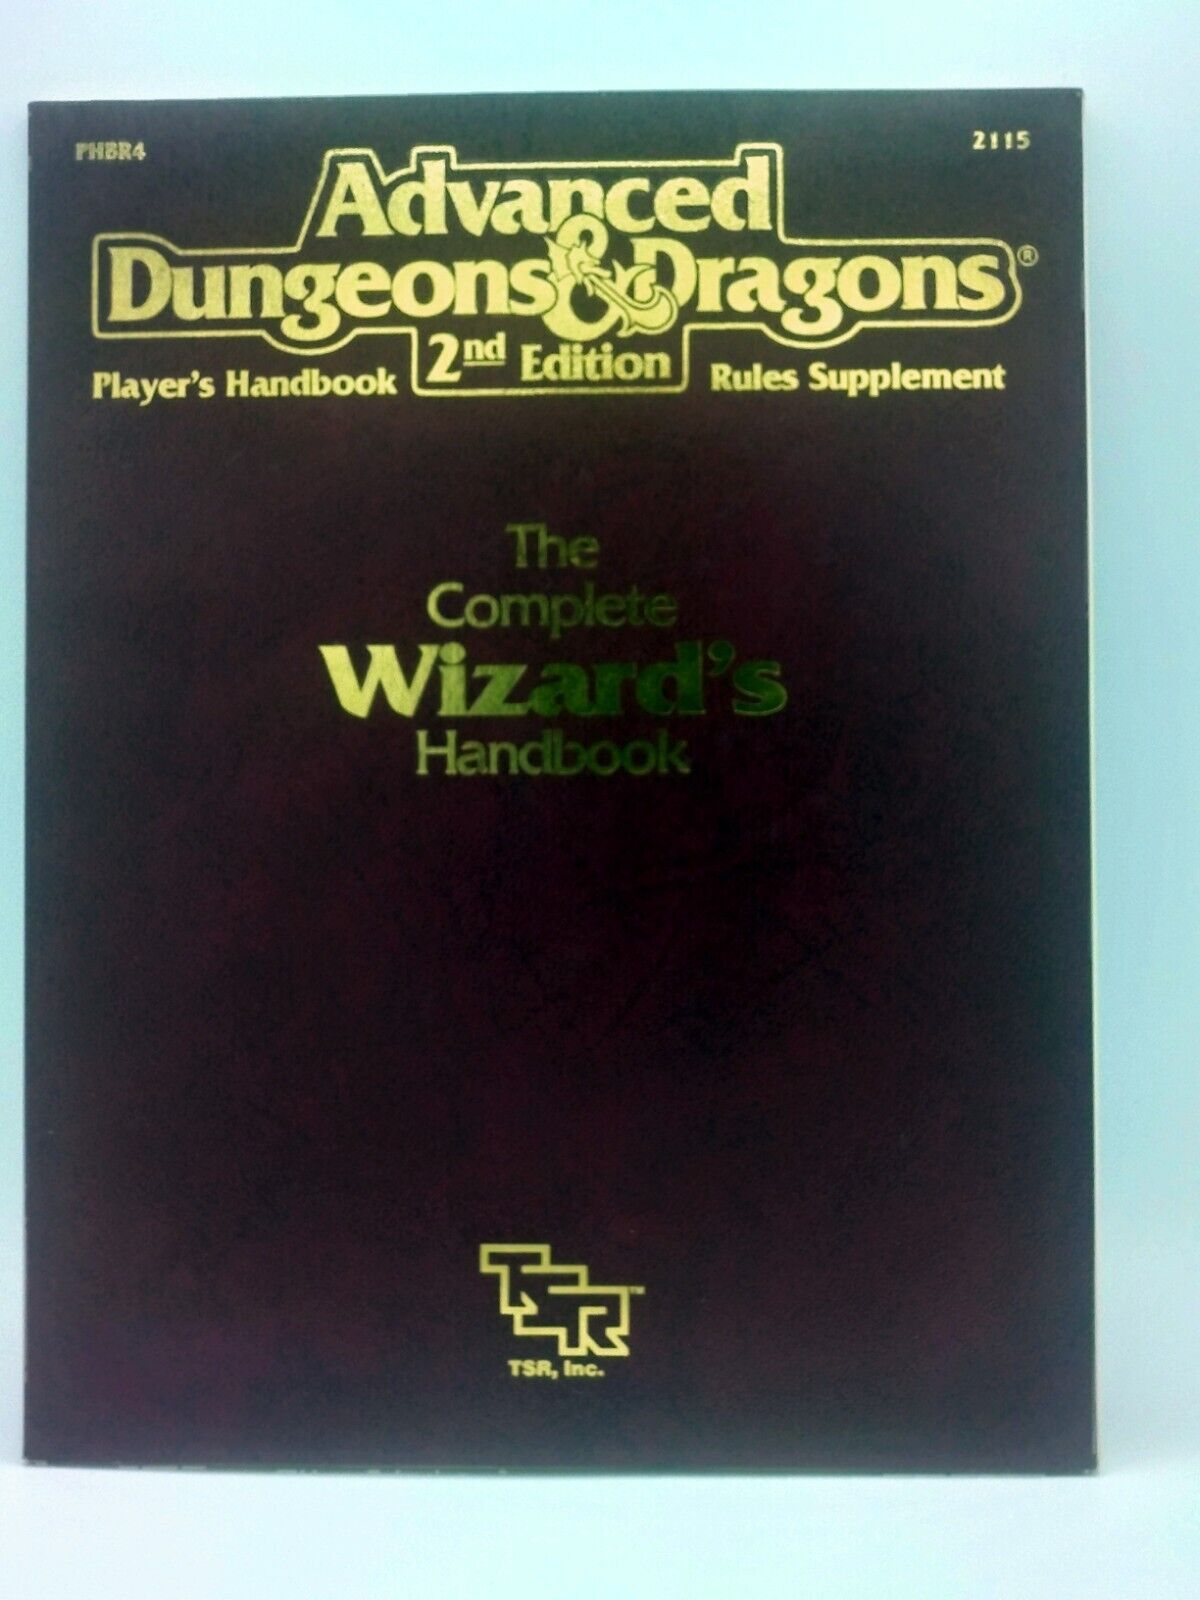 PHBR4 2115
Advanced
Dungeons & Dragons®
2nd Edition
Player's Handbook Rules Supplement
The
Complete
Wizard's
Handbook
TSR™
TSR, Inc.